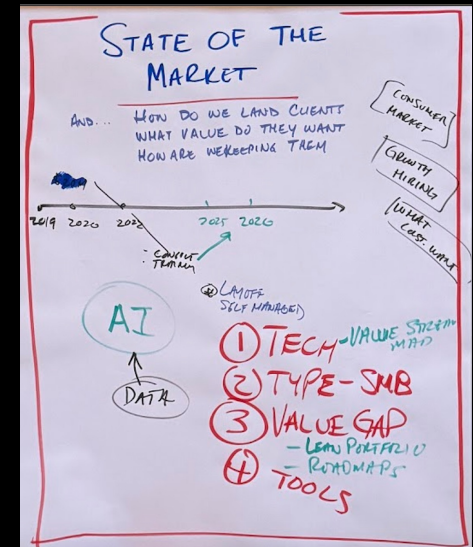 STATE OF THE
MARKET
AND... HOW DO WE LAND CLIENTS
WHAT VALUE DO THEY WANT
HOW ARE WE KEEPING THEM
[CONSUMER
MARKET]
[GROWTH
HIRING]
[WHAT
CUST. WANT]
2019 2020 2022 2025 2026
: CONSULT
TRAINING
LAYOFF
SELF MANAGED
AI
DATA
1 TECH - VALUE STREAM
MAP
2 TYPE - SMB
3 VALUE GAP
- LEAN PORTFOLIO
- ROADMAPS
4 TOOLS